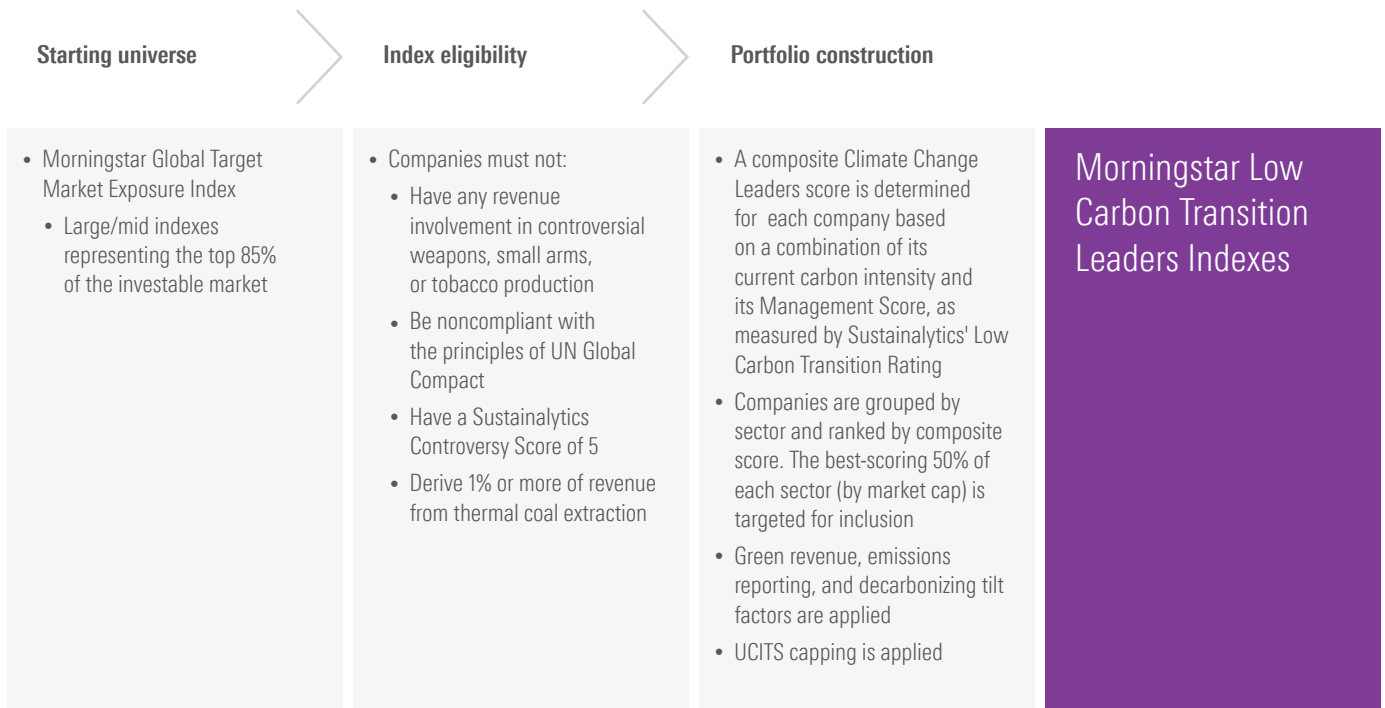 Starting universe
Index eligibility
Portfolio construction
• Morningstar Global Target
Market Exposure Index
• Large/mid indexes
representing the top 85%
of the investable market
• Companies must not:
• Have any revenue
involvement in controversial
weapons, small arms,
or tobacco production
• Be noncompliant with
the principles of UN Global
Compact
• Have a Sustainalytics
Controversy Score of 5
• Derive 1% or more of revenue
from thermal coal extraction
• A composite Climate Change
Leaders score is determined
for each company based
on a combination of its
current carbon intensity and
its Management Score, as
measured by Sustainalytics' Low
Carbon Transition Rating
• Companies are grouped by
sector and ranked by composite
score. The best-scoring 50% of
each sector (by market cap) is
targeted for inclusion
• Green revenue, emissions
reporting, and decarbonizing tilt
factors are applied
• UCITS capping is applied
Morningstar Low
Carbon Transition
Leaders Indexes